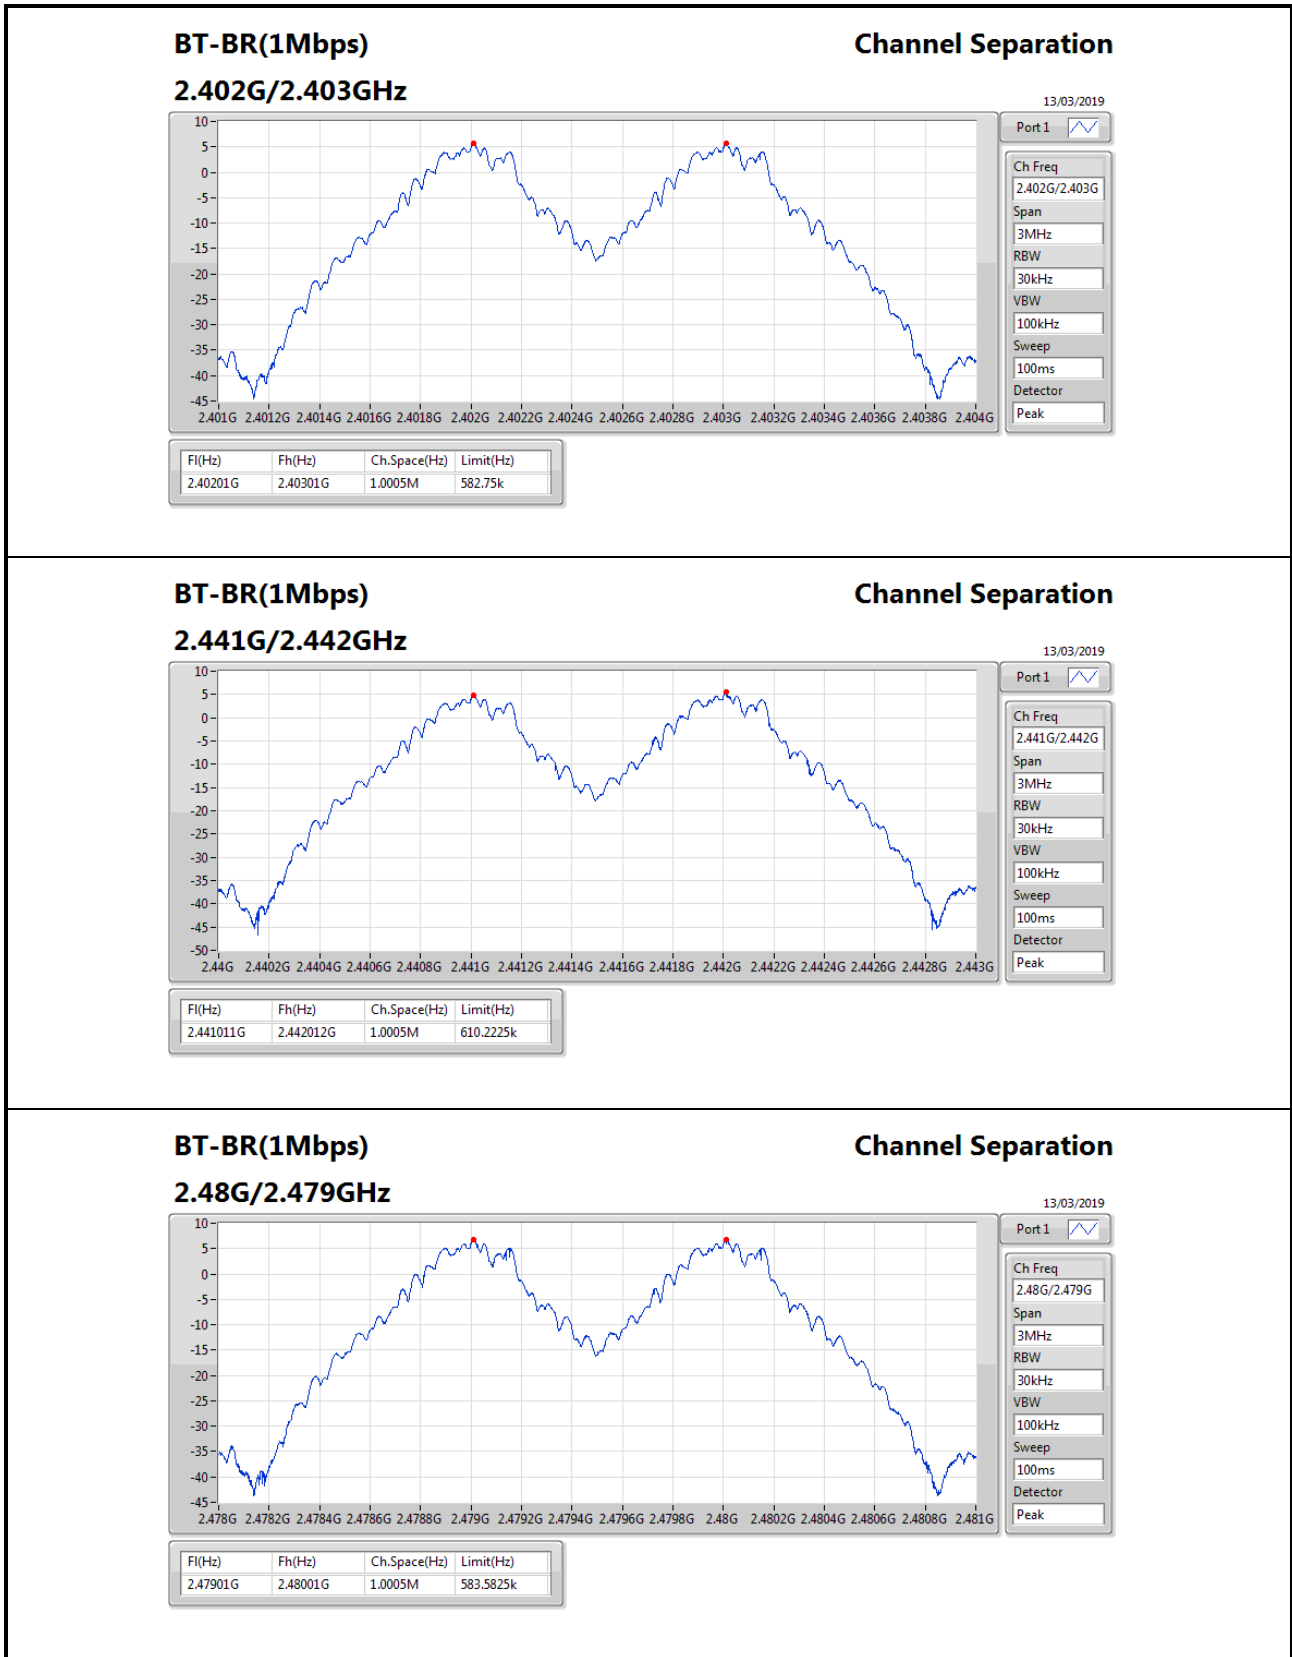 BT-BR(1Mbps) Channel Separation
2.402G/2.403GHz
13/03/2019
Port 1
10
5
0
-5
-10
-15
-20
-25
-30
-35
-40
-45
2.401G 2.4012G 2.4014G 2.4016G 2.4018G 2.402G 2.4022G 2.4024G 2.4026G 2.4028G 2.403G 2.4032G 2.4034G 2.4036G 2.4038G 2.404G
Ch Freq
2.402G/2.403G
Span
3MHz
RBW
30kHz
VBW
100kHz
Sweep
100ms
Detector
Peak
Fl(Hz) Fh(Hz) Ch.Space(Hz) Limit(Hz)
2.40201G 2.40301G 1.0005M 582.75k
BT-BR(1Mbps) Channel Separation
2.441G/2.442GHz
13/03/2019
Port 1
10
5
0
-5
-10
-15
-20
-25
-30
-35
-40
-45
-50
2.44G 2.4402G 2.4404G 2.4406G 2.4408G 2.441G 2.4412G 2.4414G 2.4416G 2.4418G 2.442G 2.4422G 2.4424G 2.4426G 2.4428G 2.443G
Ch Freq
2.441G/2.442G
Span
3MHz
RBW
30kHz
VBW
100kHz
Sweep
100ms
Detector
Peak
Fl(Hz) Fh(Hz) Ch.Space(Hz) Limit(Hz)
2.441011G 2.442012G 1.0005M 610.2225k
BT-BR(1Mbps) Channel Separation
2.48G/2.479GHz
13/03/2019
Port 1
10
5
0
-5
-10
-15
-20
-25
-30
-35
-40
-45
2.478G 2.4782G 2.4784G 2.4786G 2.4788G 2.479G 2.4792G 2.4794G 2.4796G 2.4798G 2.48G 2.4802G 2.4804G 2.4806G 2.4808G 2.481G
Ch Freq
2.48G/2.479G
Span
3MHz
RBW
30kHz
VBW
100kHz
Sweep
100ms
Detector
Peak
Fl(Hz) Fh(Hz) Ch.Space(Hz) Limit(Hz)
2.47901G 2.48001G 1.0005M 583.5825k